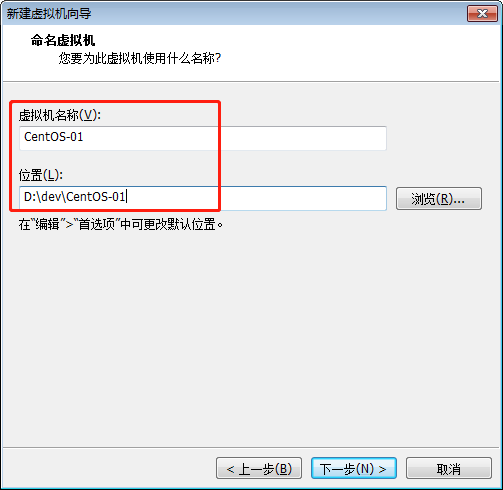 新建虚拟机向导
命名虚拟机
您要为此虚拟机使用什么名称?
虚拟机名称(V):
CentOS-01
位置(L):
D:\dev\CentOS-01
浏览(R)...
在“编辑”>“首选项”中可更改默认位置。
< 上一步(B)
下一步(N) >
取消